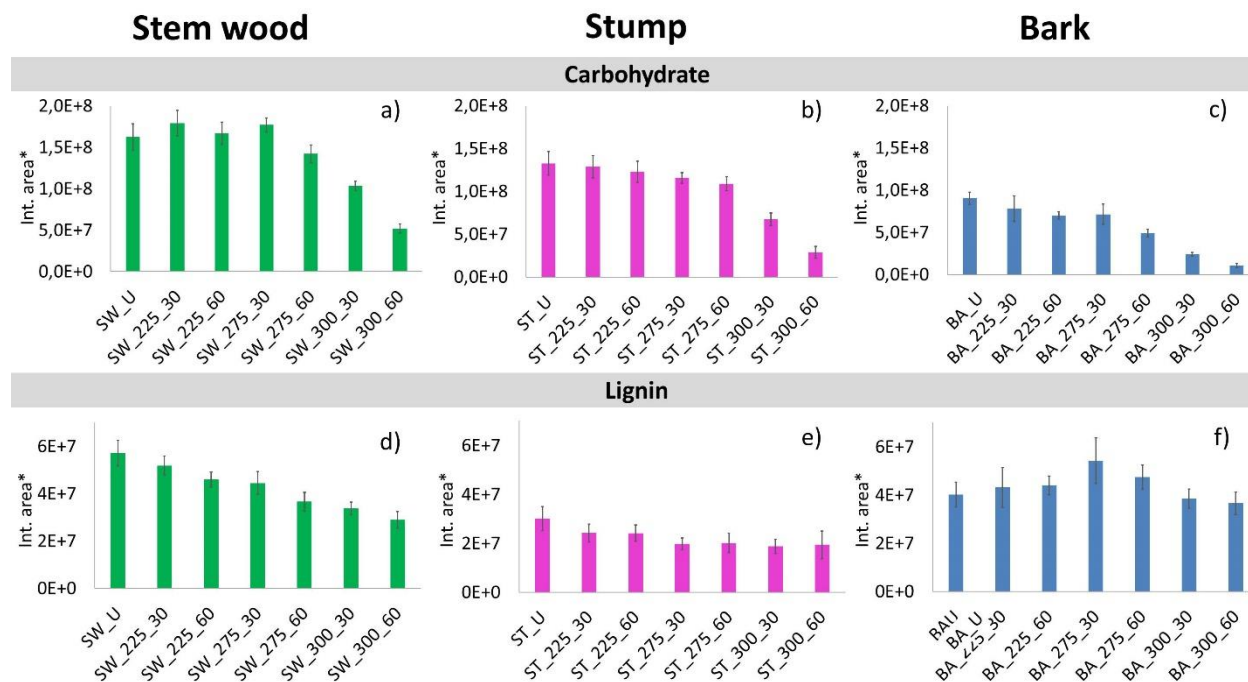 Stem wood
Stump
Bark
Carbohydrate
a)
2,0E+8
1,5E+8
1,0E+8
5,0E+7
0,0E+0
Int. area*
SW_U
SW_225_30
SW_225_60
SW_275_30
SW_275_60
SW_300_30
SW_300_60
b)
2,0E+8
1,5E+8
1,0E+8
5,0E+7
0,0E+0
Int. area*
ST_U
ST_225_30
ST_225_60
ST_275_30
ST_275_60
ST_300_30
ST_300_60
c)
2,0E+8
1,5E+8
1,0E+8
5,0E+7
0,0E+0
Int. area*
BA_U
BA_225_30
BA_225_60
BA_275_30
BA_275_60
BA_300_30
BA_300_60
Lignin
d)
6E+7
4E+7
2E+7
0E+0
Int. area*
SW_U
SW_225_30
SW_225_60
SW_275_30
SW_275_60
SW_300_30
SW_300_60
e)
6E+7
4E+7
2E+7
0E+0
Int. area*
ST_U
ST_225_30
ST_225_60
ST_275_30
ST_275_60
ST_300_30
ST_300_60
f)
6E+7
4E+7
2E+7
0E+0
Int. area*
BA_U
BA_225_30
BA_225_60
BA_275_30
BA_275_60
BA_300_30
BA_300_60